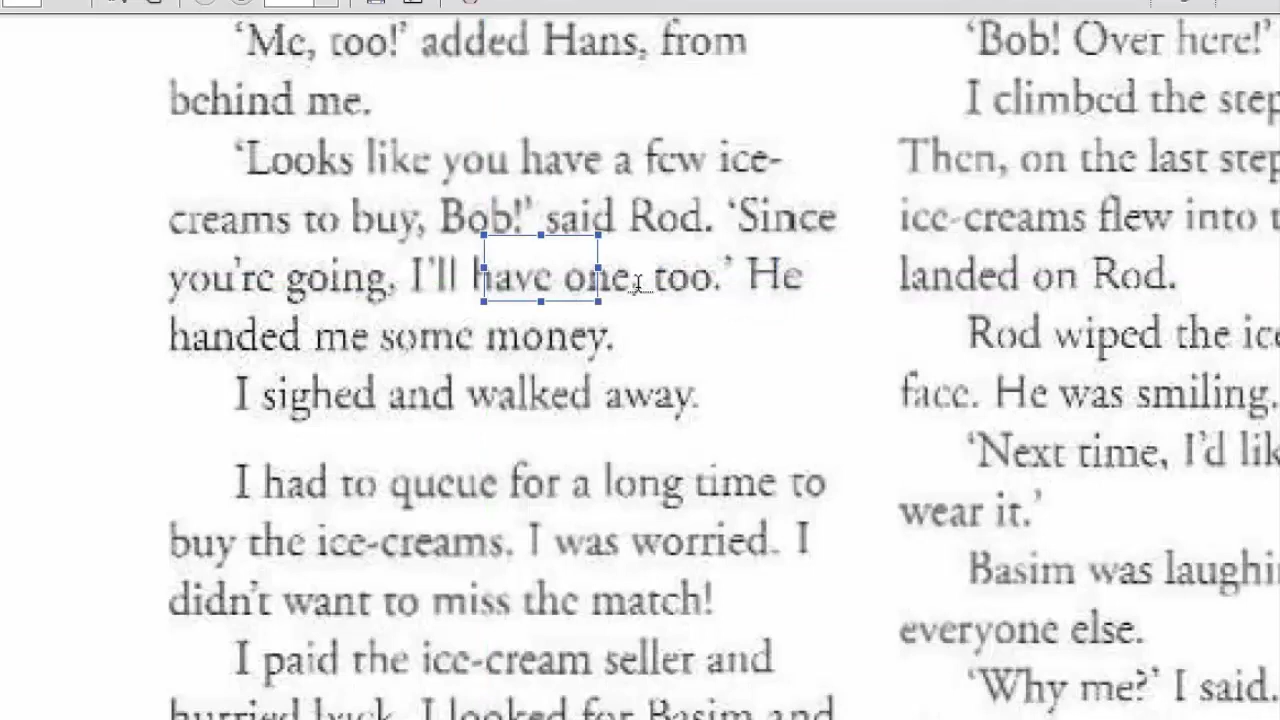 ‘Me, too!’ added Hans, from
behind me.
‘Looks like you have a few ice-
creams to buy, Bob!’ said Rod. ‘Since
you’re going, I’ll have one, too.’ He
handed me some money.
I sighed and walked away.
I had to queue for a long time to
buy the ice-creams. I was worried. I
didn’t want to miss the match!
I paid the ice-cream seller and
hurried back. I looked for Basim and
‘Bob! Over here!’
I climbed the step
Then, on the last step
ice-creams flew into
landed on Rod.
Rod wiped the ice
face. He was smiling.
‘Next time, I’d lik
wear it.’
Basim was laughi
everyone else.
‘Why me?’ I said.